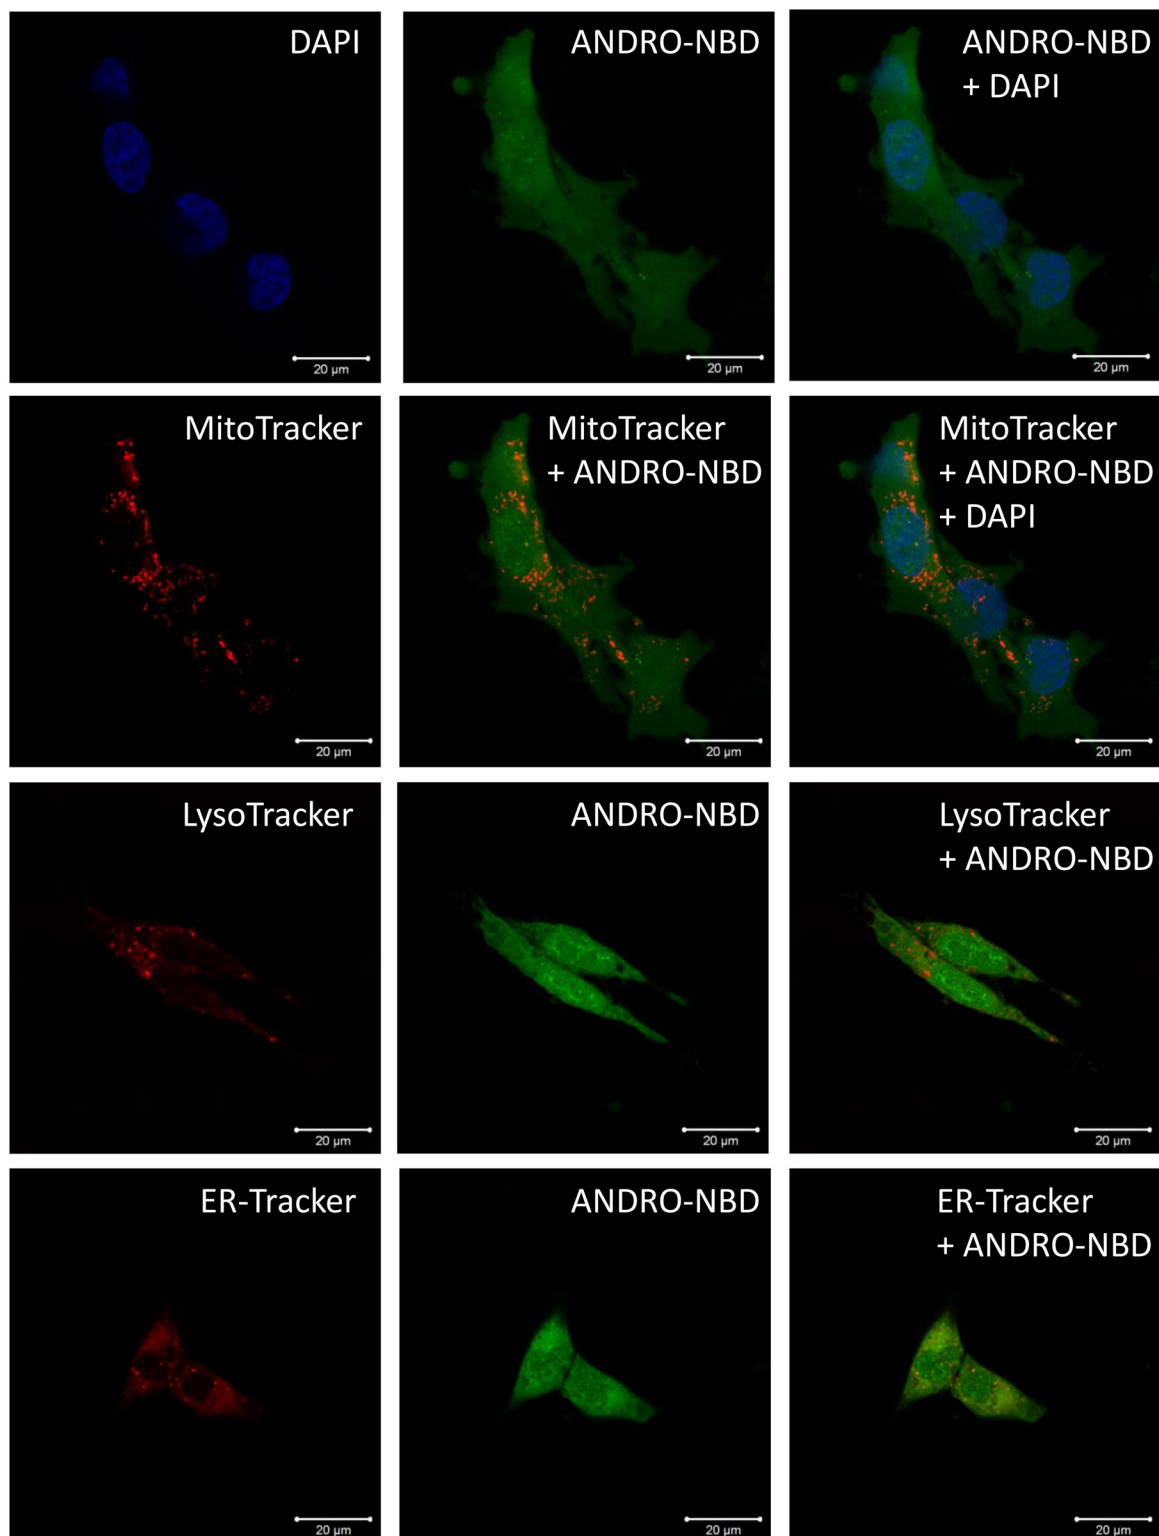 DAPI
20 µm
ANDRO-NBD
20 µm
ANDRO-NBD
+ DAPI
20 µm
MitoTracker
20 µm
MitoTracker
+ ANDRO-NBD
20 µm
MitoTracker
+ ANDRO-NBD
+ DAPI
20 µm
LysoTracker
20 µm
ANDRO-NBD
20 µm
LysoTracker
+ ANDRO-NBD
20 µm
ER-Tracker
20 µm
ANDRO-NBD
20 µm
ER-Tracker
+ ANDRO-NBD
20 µm